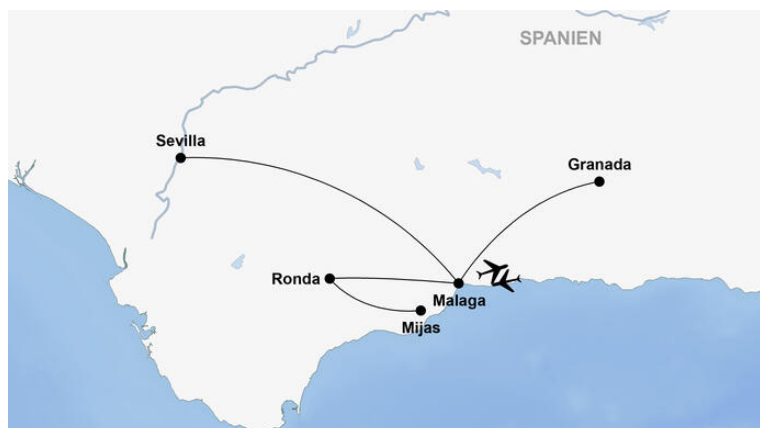 SPANIEN
Sevilla
Granada
Ronda
Malaga
Mijas